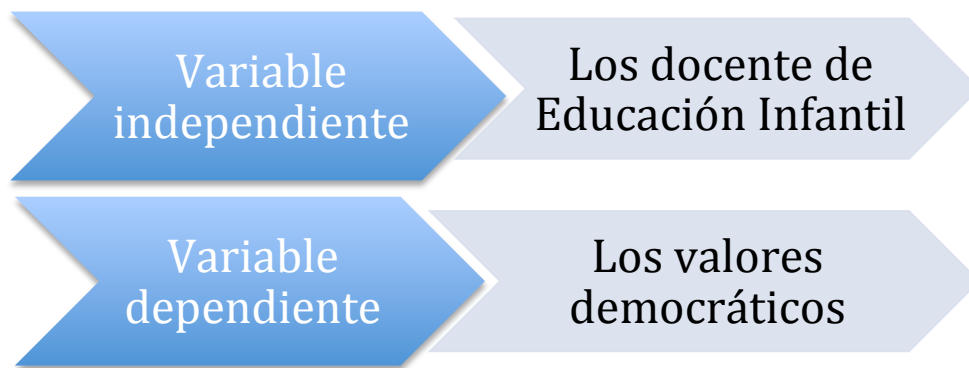 Variable
independiente
Los docente de
Educación Infantil
Variable
dependiente
Los valores
democráticos